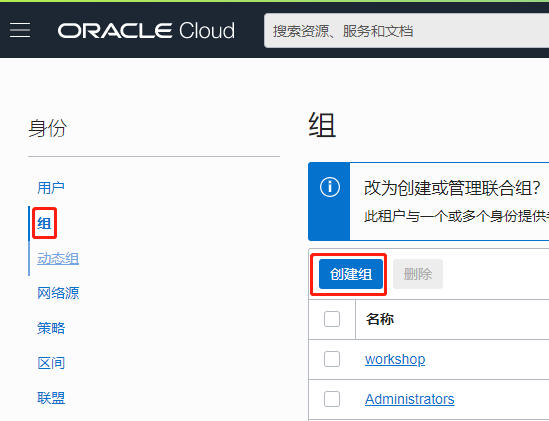 ORACLE Cloud
搜索资源、服务和文档
身份
用户
组
动态组
网络源
策略
区间
联盟
组
改为创建或管理联合组?
此租户与一个或多个身份提供
创建组
删除
名称
workshop
Administrators